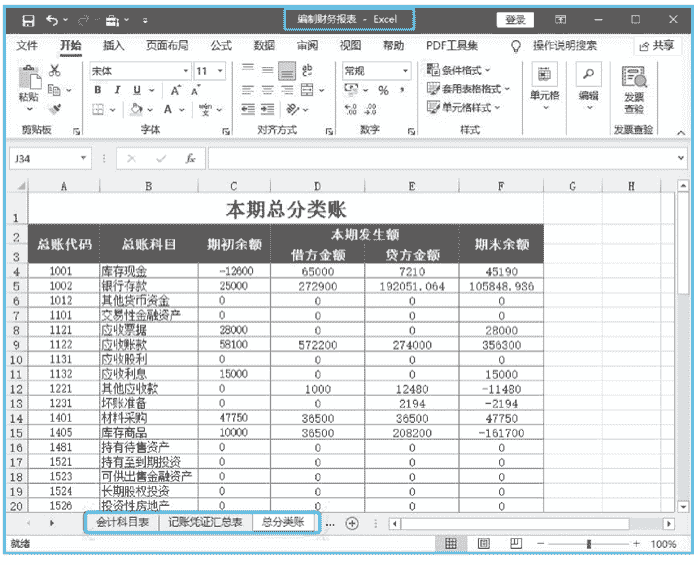 编制财务报表 - Excel 登录
文件 开始 插入 页面布局 公式 数据 审阅 视图 帮助 PDF工具集 操作说明搜索 共享
粘贴 宋体 11 常规 条件格式 套用表格格式 单元格样式 单元格 编辑 发票查验
剪贴板 字体 对齐方式 数字 样式 发票查验
J34 fx
A B C D E F G H
1 本期总分类账
2 总账代码 总账科目 期初余额 本期发生额 期末余额
3 借方金额 贷方金额
4 1001 库存现金 -12600 65000 7210 45190
5 1002 银行存款 25000 272900 192051.064 105848.936
6 1012 其他货币资金 0 0 0 0
7 1101 交易性金融资产 0 0 0 0
8 1121 应收票据 28000 0 0 28000
9 1122 应收账款 58100 572200 274000 356300
10 1131 应收股利 0 0 0 0
11 1132 应收利息 15000 0 0 15000
12 1221 其他应收款 0 1000 12480 -11480
13 1231 坏账准备 0 0 2194 -2194
14 1401 材料采购 47750 36500 36500 47750
15 1405 库存商品 10000 36500 208200 -161700
16 1481 持有待售资产 0 0 0 0
17 1521 持有至到期投资 0 0 0 0
18 1523 可供出售金融资产 0 0 0 0
19 1524 长期股权投资 0 0 0 0
20 1526 投资性房地产 0 0 0 0
会计科目表 记账凭证汇总表 总分类账 ...
就绪 100%